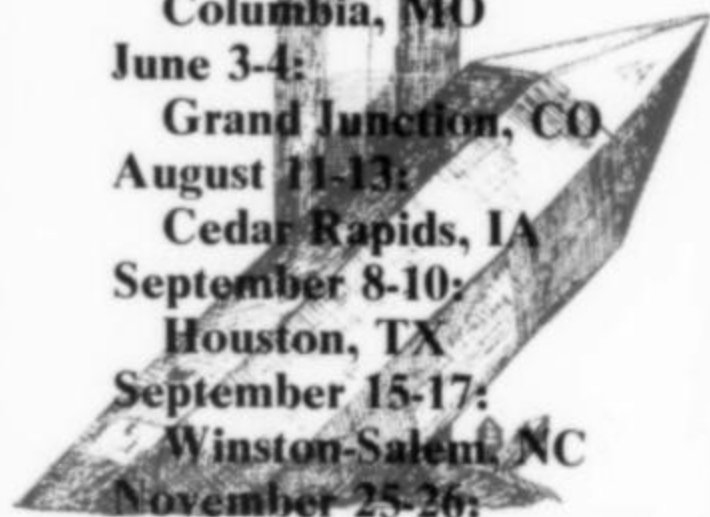 Columbia, MO
June 3-4:
Grand Junction, CO
August 11-13:
Cedar Rapids, IA
September 8-10:
Houston, TX
September 15-17:
Winston-Salem, NC
November 25-26: